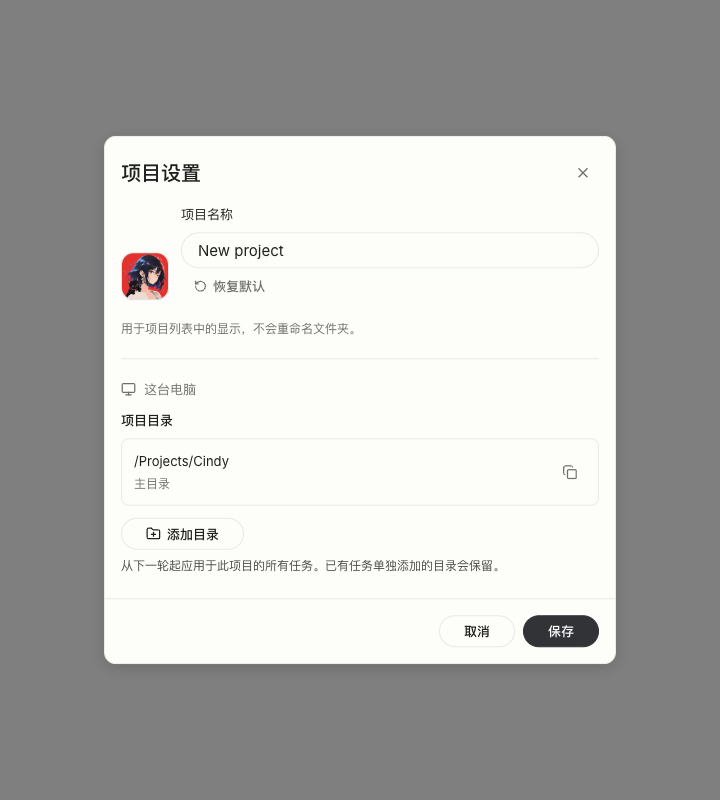 项目设置
项目名称
New project
恢复默认
用于项目列表中的显示，不会重命名文件夹。
这台电脑
项目目录
/Projects/Cindy
主目录
添加目录
从下一轮起应用于此项目的所有任务。已有任务单独添加的目录会保留。
取消
保存